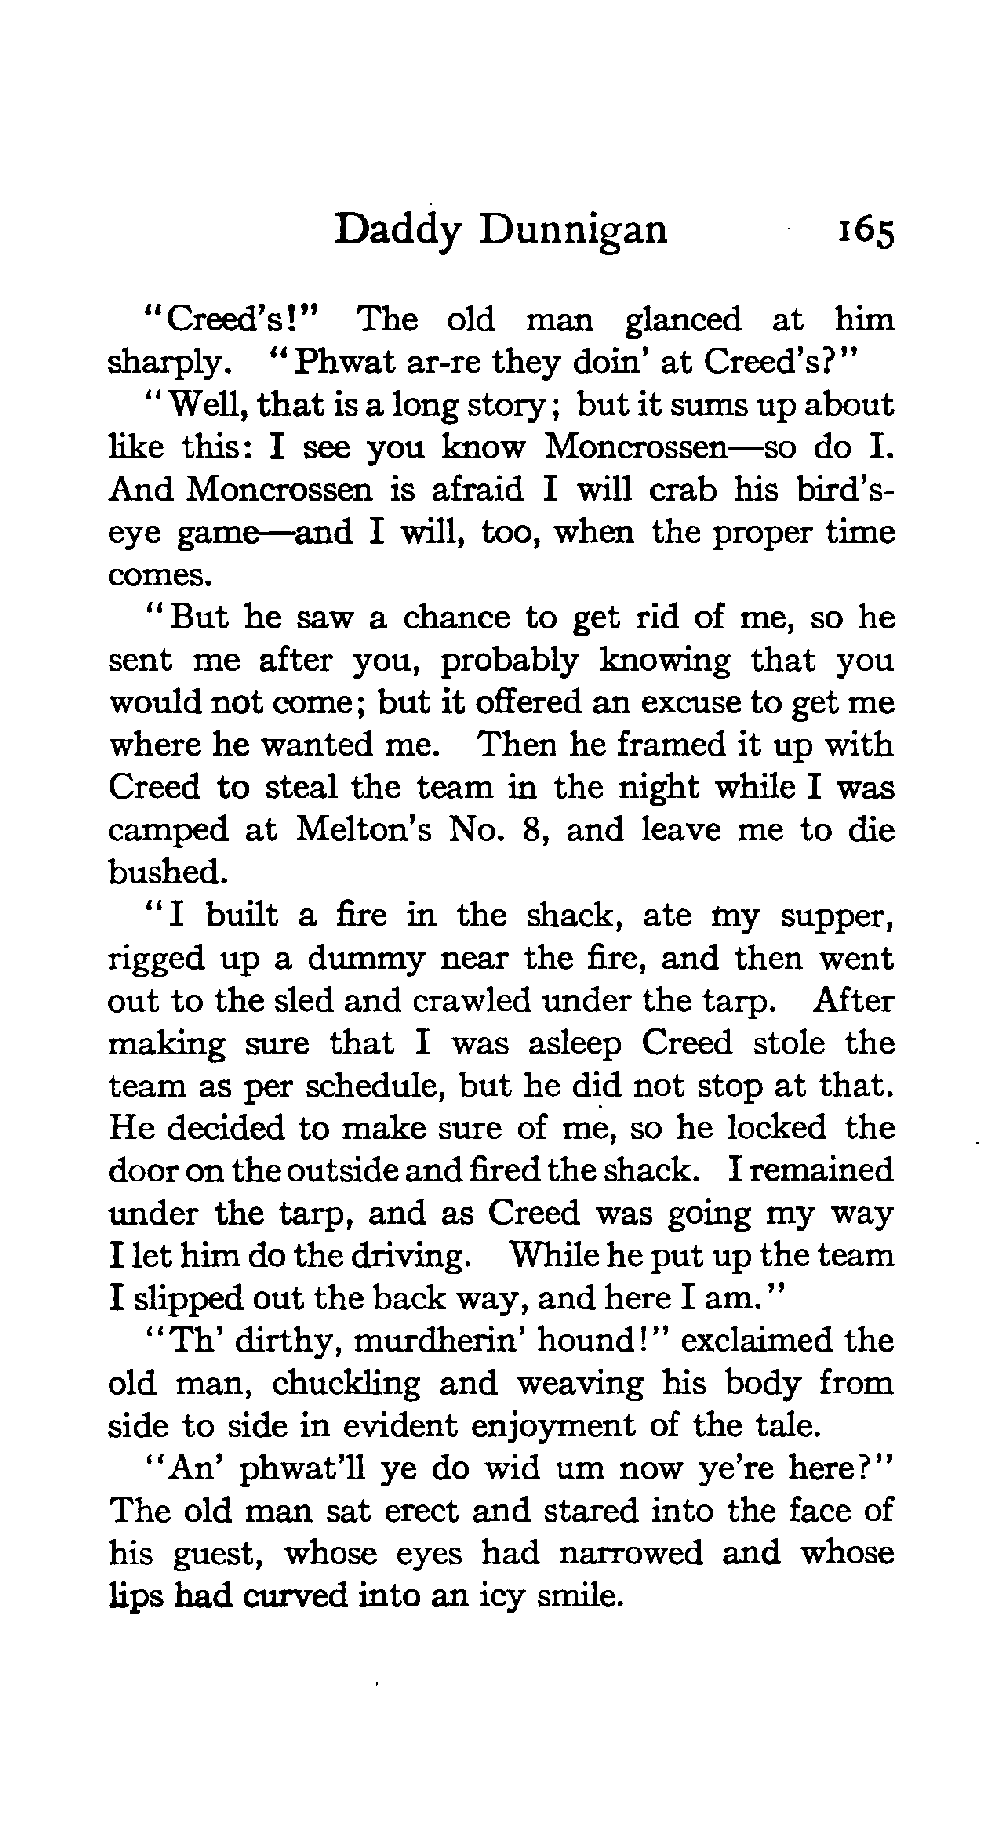 Daddy Dunnigan 165
"Creed's!" The old man glanced at him
sharply. "Phwat ar-re they doin' at Creed's?"
"Well, that is a long story; but it sums up about
like this: I see you know Moncrossen—so do I.
And Moncrossen is afraid I will crab his bird's-
eye game—and I will, too, when the proper time
comes.
"But he saw a chance to get rid of me, so he
sent me after you, probably knowing that you
would not come; but it offered an excuse to get me
where he wanted me. Then he framed it up with
Creed to steal the team in the night while I was
camped at Melton's No. 8, and leave me to die
bushed.
"I built a fire in the shack, ate my supper,
rigged up a dummy near the fire, and then went
out to the sled and crawled under the tarp. After
making sure that I was asleep Creed stole the
team as per schedule, but he did not stop at that.
He decided to make sure of me, so he locked the
door on the outside and fired the shack. I remained
under the tarp, and as Creed was going my way
I let him do the driving. While he put up the team
I slipped out the back way, and here I am."
"Th' dirthy, murdherin' hound!" exclaimed the
old man, chuckling and weaving his body from
side to side in evident enjoyment of the tale.
"An' phwat'll ye do wid um now ye're here?"
The old man sat erect and stared into the face of
his guest, whose eyes had narrowed and whose
lips had curved into an icy smile.